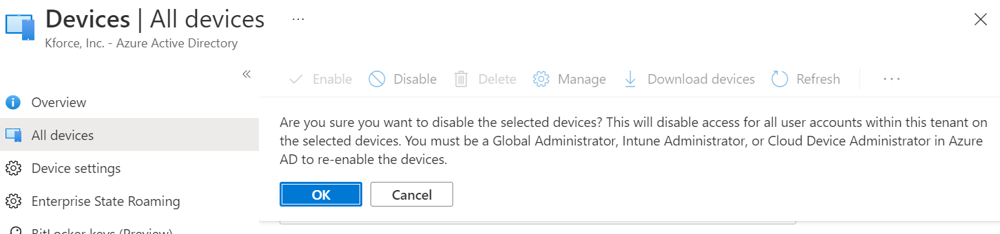 Devices | All devices ...
Kforce, Inc. - Azure Active Directory
«
Enable Disable Delete Manage Download devices Refresh ...
Overview
All devices
Device settings
Enterprise State Roaming
BitLocker keys (Preview)
Are you sure you want to disable the selected devices? This will disable access for all user accounts within this tenant on
the selected devices. You must be a Global Administrator, Intune Administrator, or Cloud Device Administrator in Azure
AD to re-enable the devices.
OK Cancel